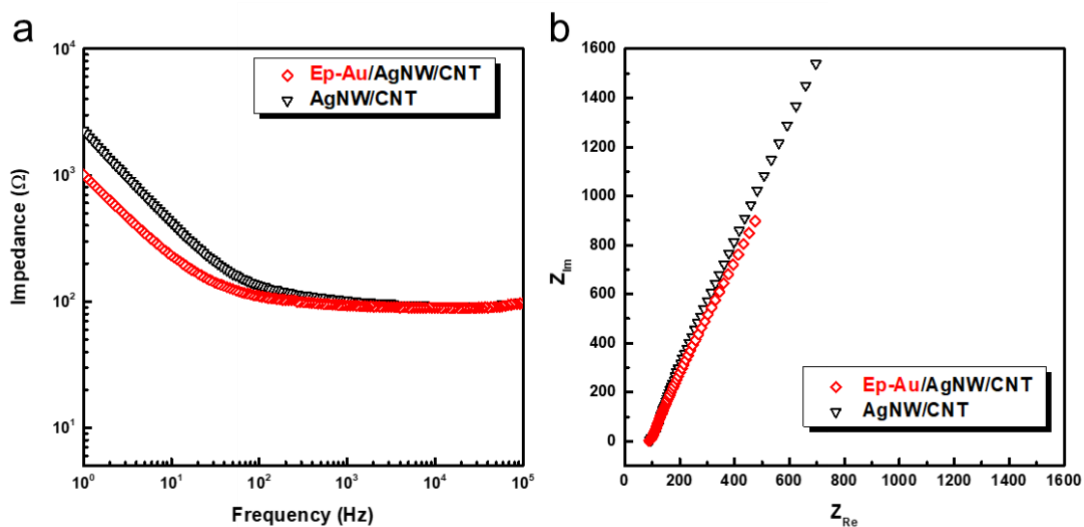 a
10⁴
10³
10²
10¹
Impedance (Ω)
Ep-Au/AgNW/CNT
AgNW/CNT
10⁰ 10¹ 10² 10³ 10⁴ 10⁵
Frequency (Hz)
b
1600
1400
1200
1000
800
600
400
200
0
Z_Im
Ep-Au/AgNW/CNT
AgNW/CNT
0 200 400 600 800 1000 1200 1400 1600
Z_Re